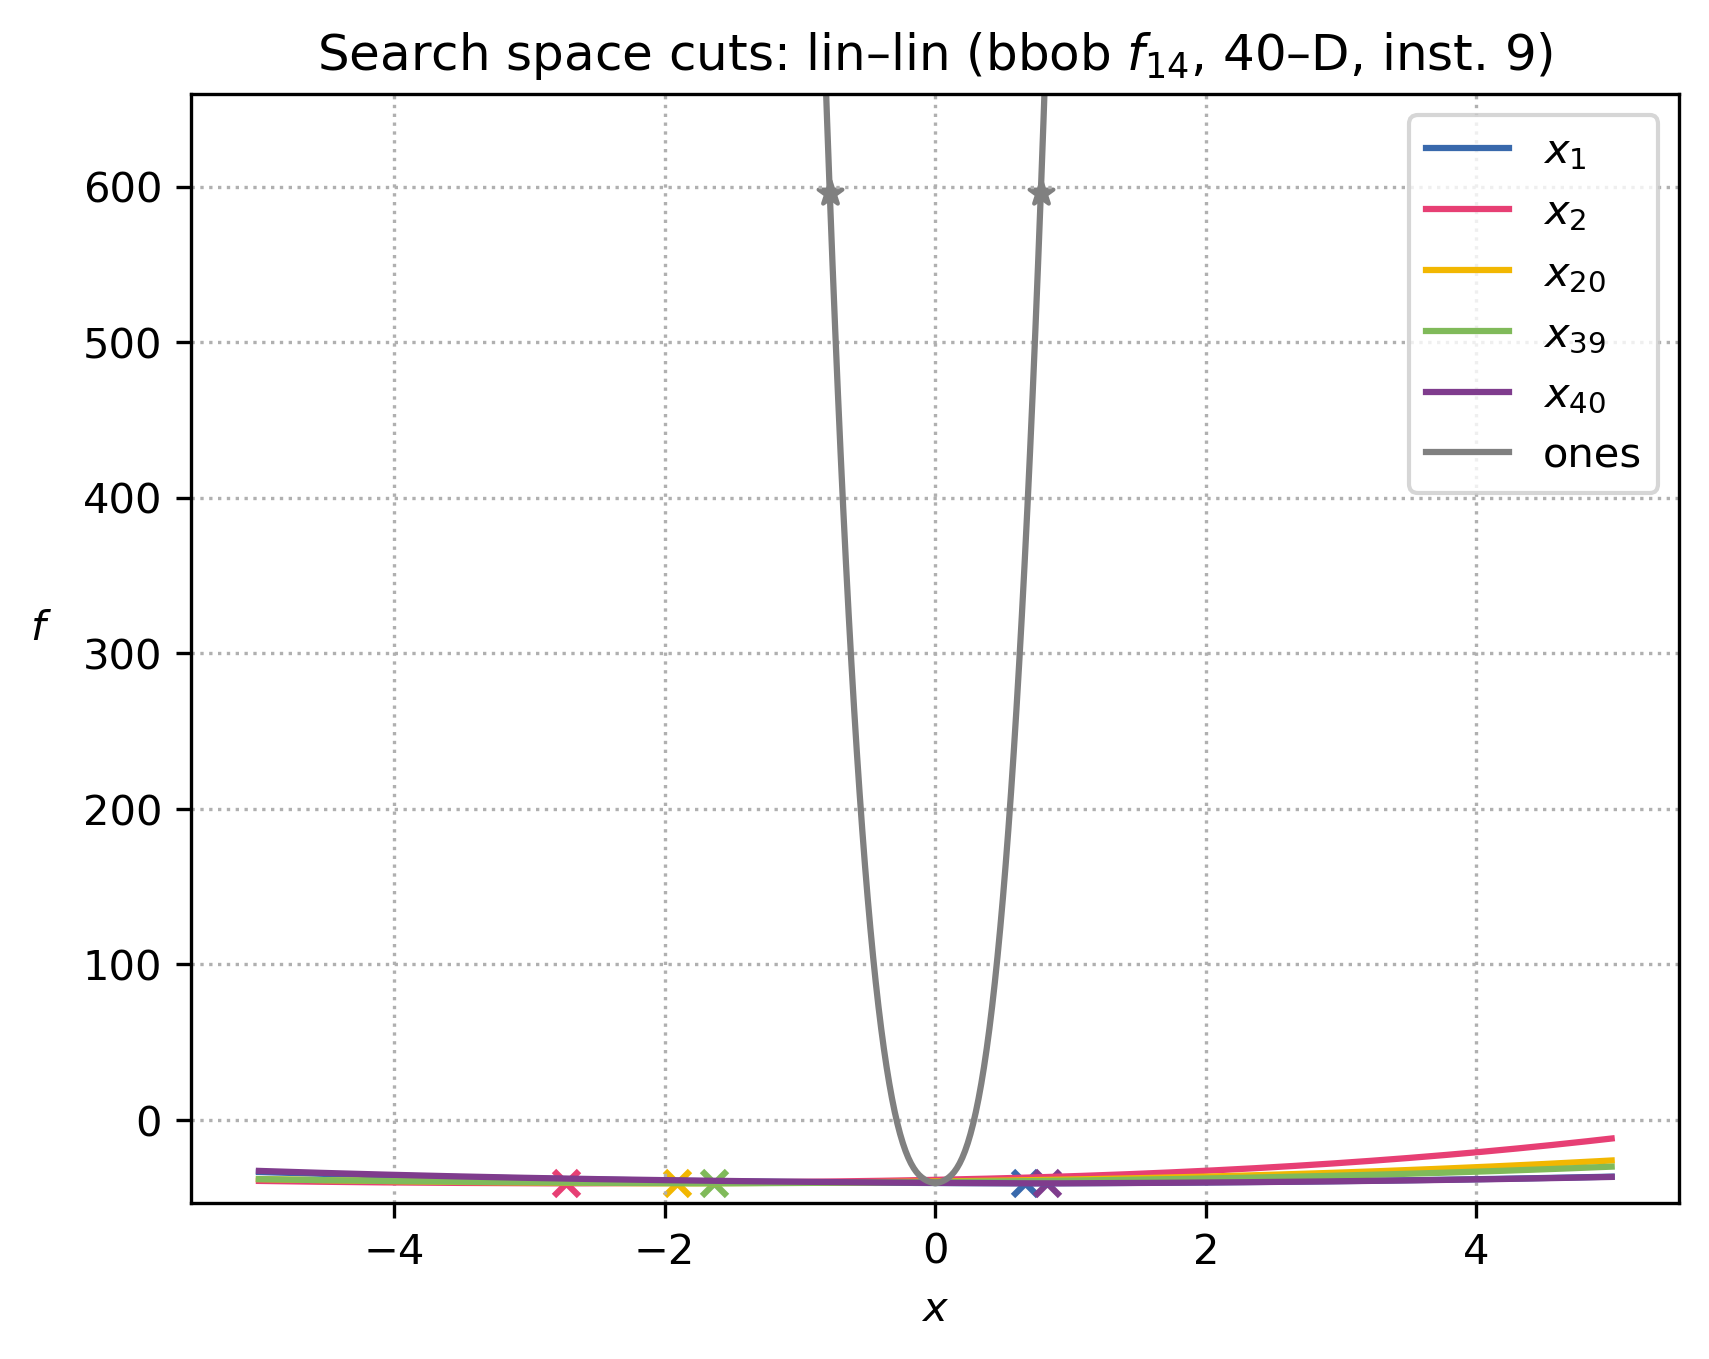 Search space cuts: lin–lin (bbob f14, 40–D, inst. 9)
x1
x2
x20
x39
x40
ones
600
500
400
300
200
100
0
f
−4 −2 0 2 4
x